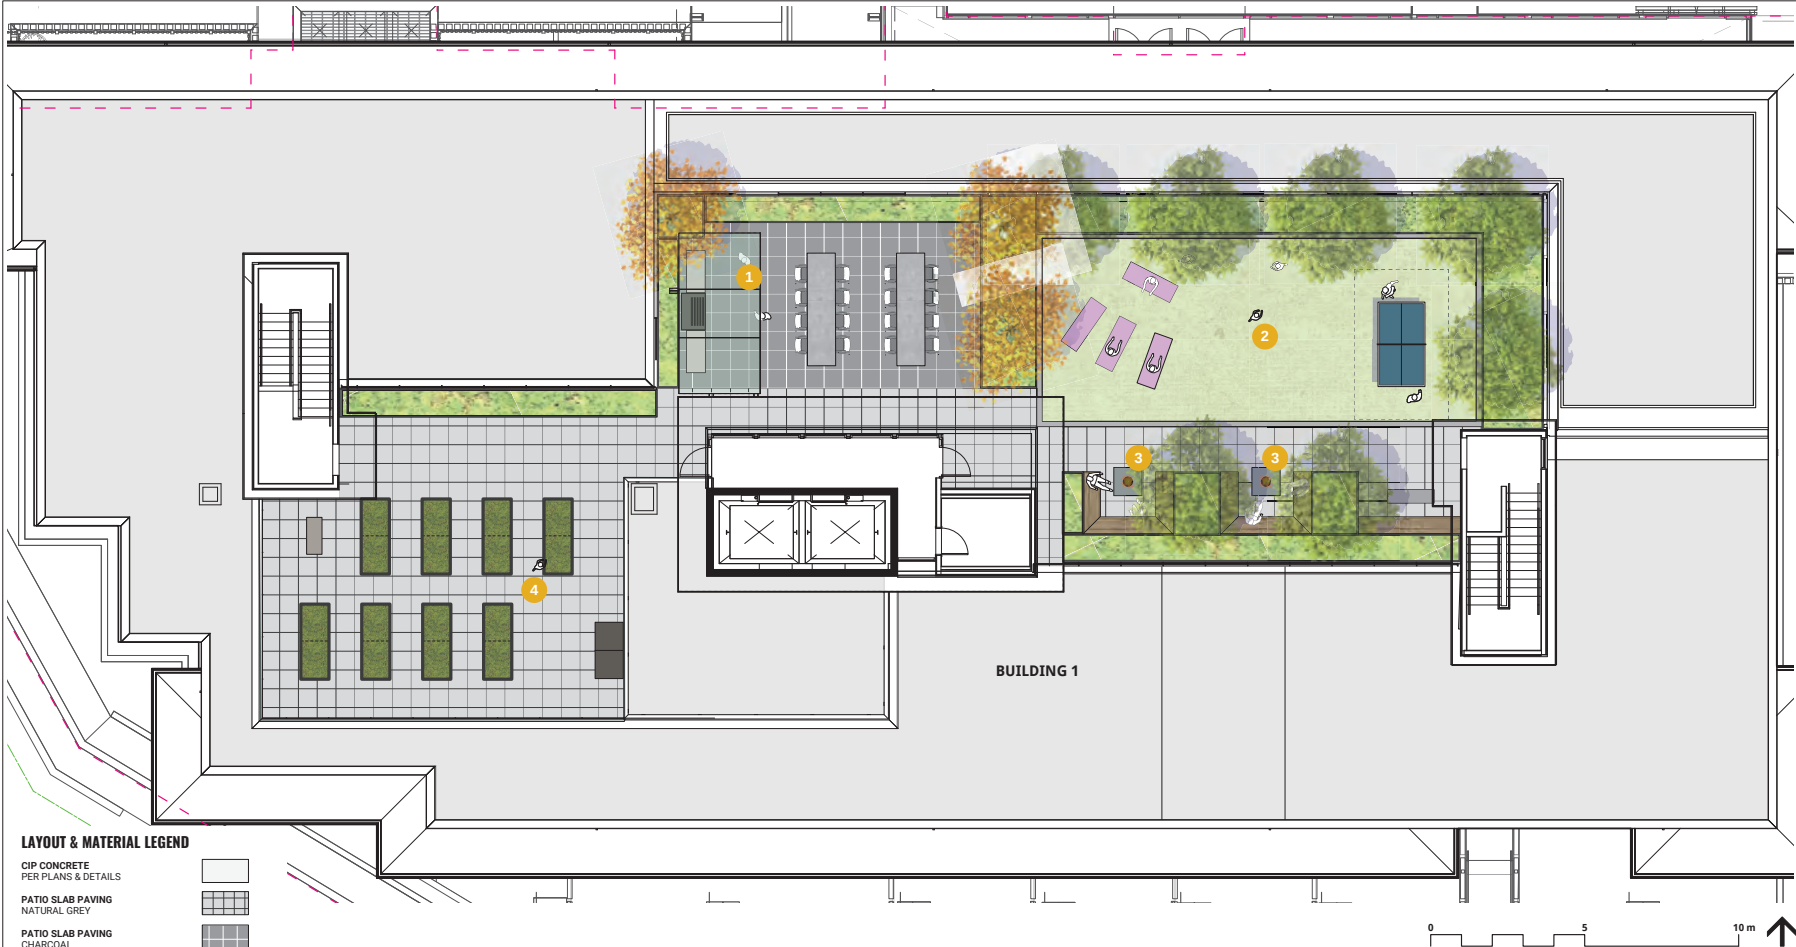 1
2
3
3
4
BUILDING 1
LAYOUT & MATERIAL LEGEND
CIP CONCRETE
PER PLANS & DETAILS
PATIO SLAB PAVING
NATURAL GREY
PATIO SLAB PAVING
CHARCOAL
0 5 10 m